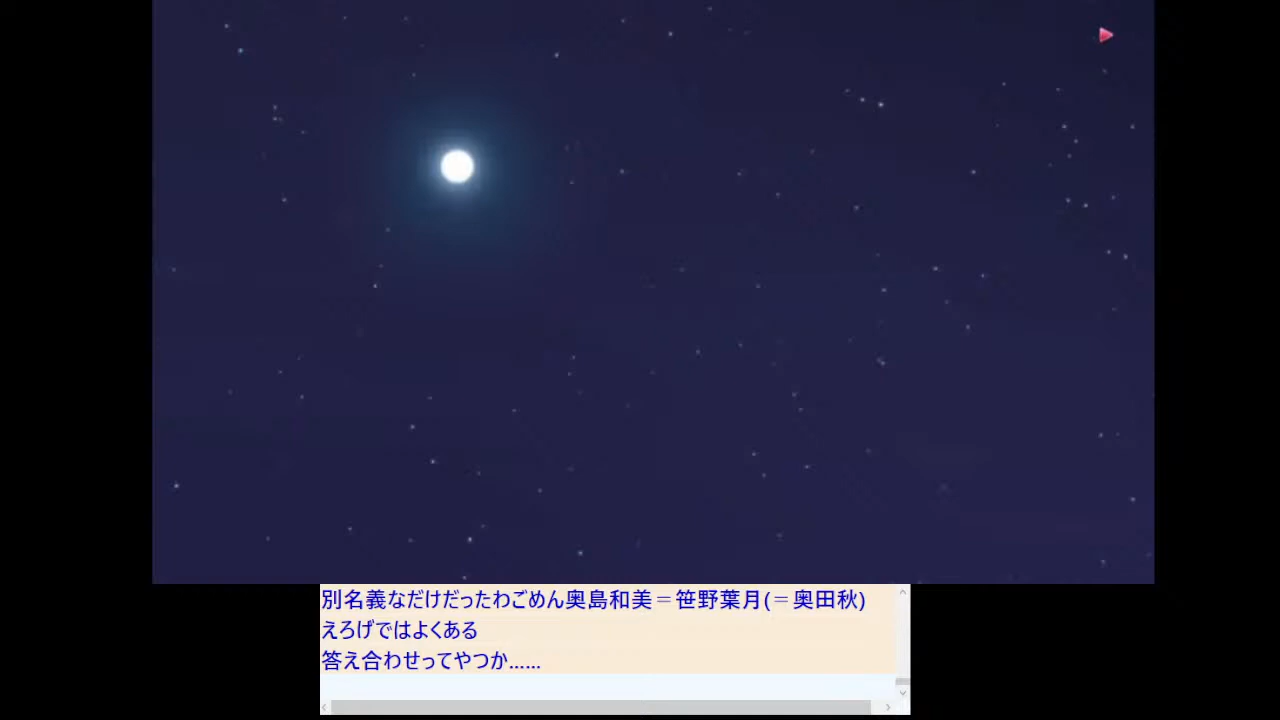 別名義なだけだったわごめん奥島和美＝笹野葉月(＝奥田秋)
えろげではよくある
答え合わせってやつか……